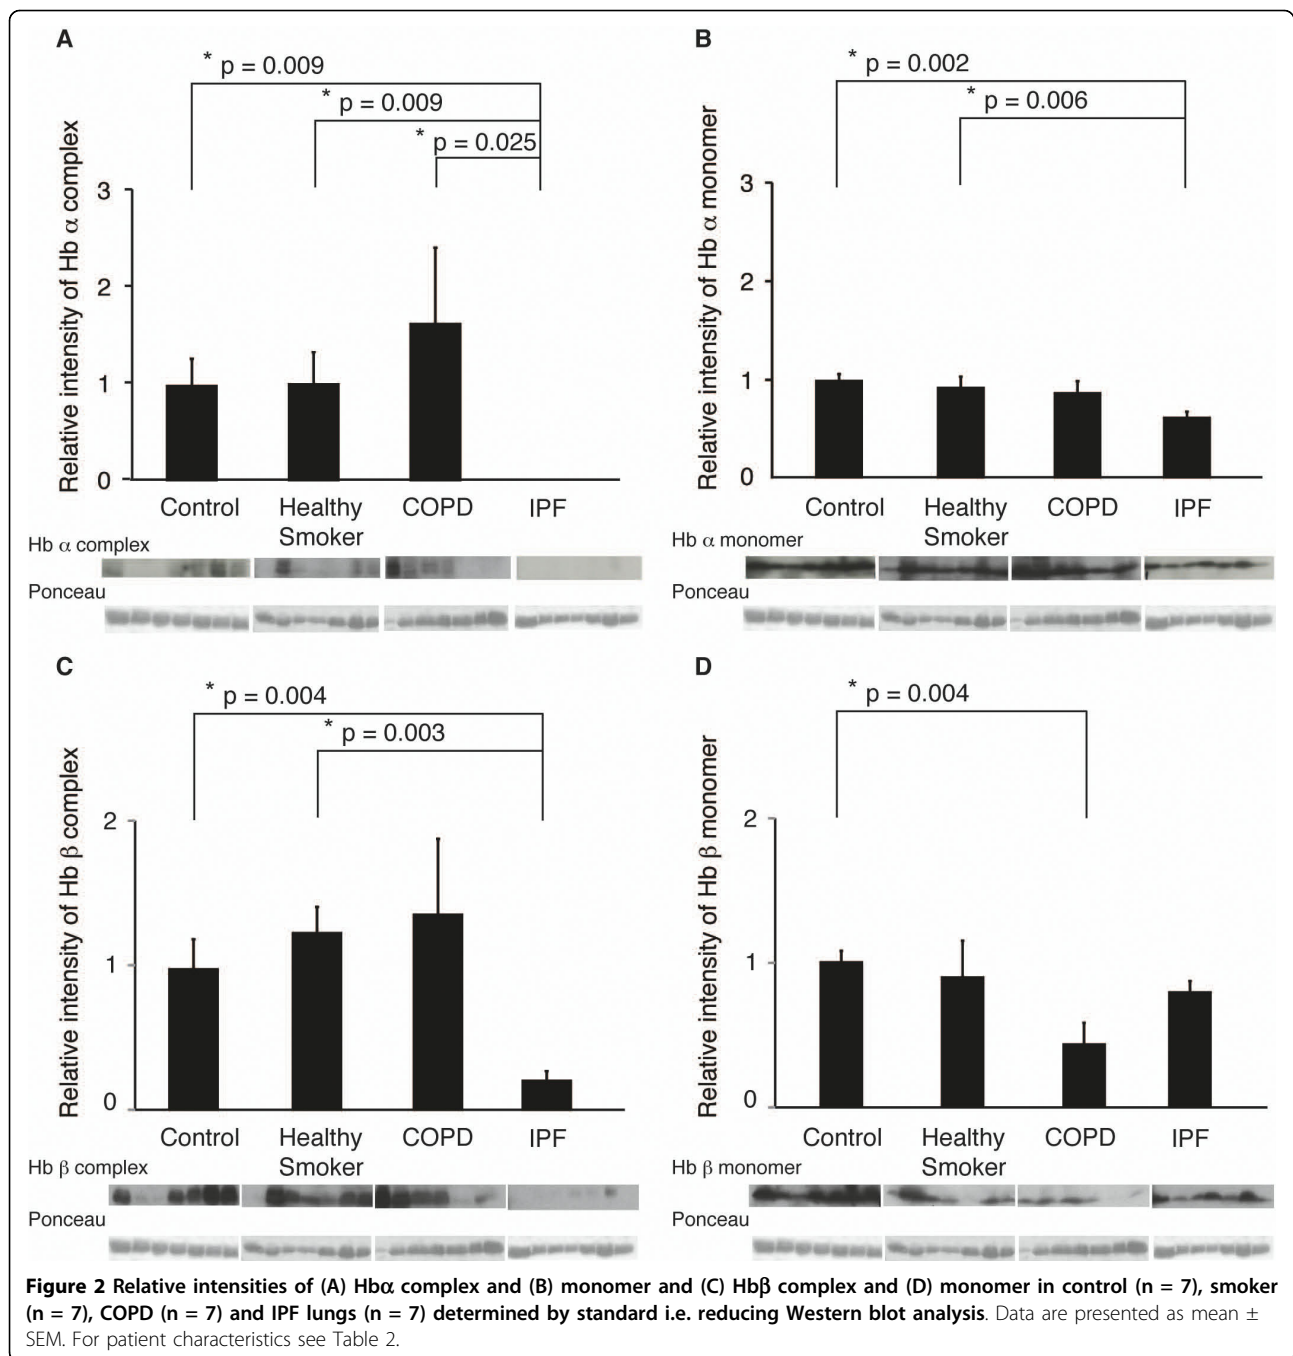 A
* p = 0.009
* p = 0.009
* p = 0.025
Relative intensity of Hb α complex
3
2
1
0
Control
Healthy
Smoker
COPD
IPF
Hb α complex
Ponceau
B
* p = 0.002
* p = 0.006
Relative intensity of Hb α monomer
3
2
1
0
Control
Healthy
Smoker
COPD
IPF
Hb α monomer
Ponceau
C
* p = 0.004
* p = 0.003
Relative intensity of Hb β complex
2
1
0
Control
Healthy
Smoker
COPD
IPF
Hb β complex
Ponceau
D
* p = 0.004
Relative intensity of Hb β monomer
2
1
0
Control
Healthy
Smoker
COPD
IPF
Hb β monomer
Ponceau
Figure 2 Relative intensities of (A) Hbα complex and (B) monomer and (C) Hbβ complex and (D) monomer in control (n = 7), smoker
(n = 7), COPD (n = 7) and IPF lungs (n = 7) determined by standard i.e. reducing Western blot analysis. Data are presented as mean ±
SEM. For patient characteristics see Table 2.